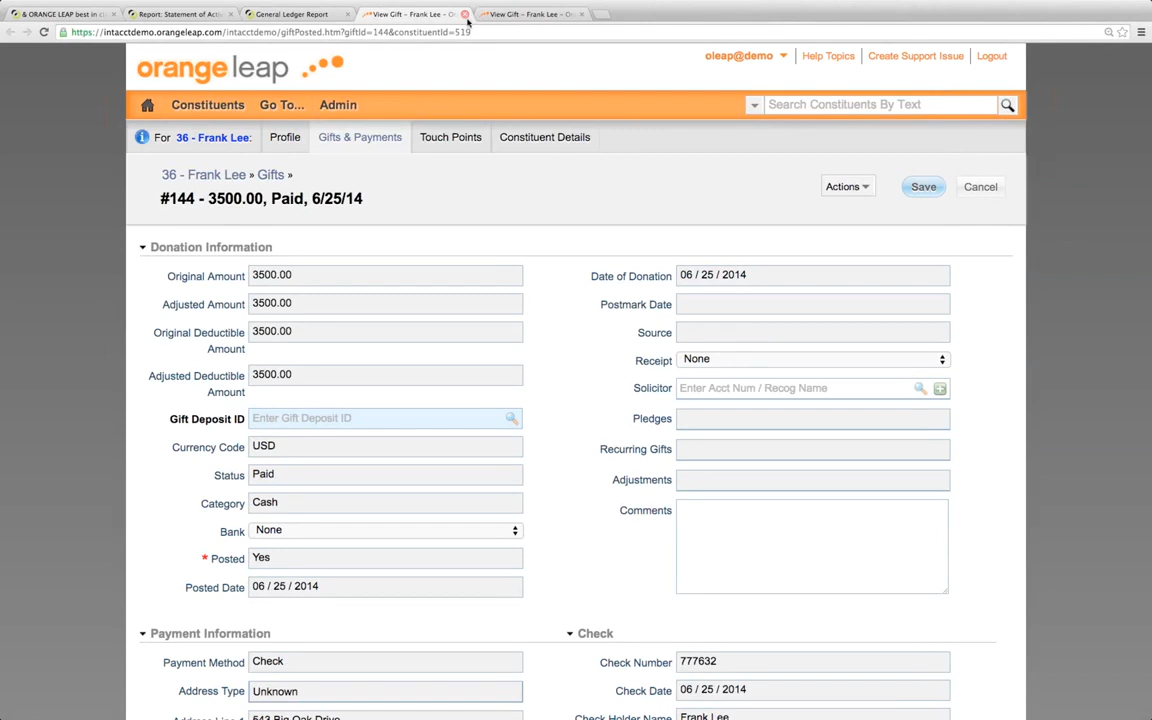 & ORANGE LEAP best in cl
Report: Statement of Acti
General Ledger Report
View Gift – Frank Lee – Or
View Gift – Frank Lee – Or
https://intacctdemo.orangeleap.com/intacctdemo/giftPosted.htm?giftId=144&constituentId=519
orange leap
oleap@demo Help Topics Create Support Issue Logout
Constituents Go To... Admin Search Constituents By Text
For 36 - Frank Lee: Profile Gifts & Payments Touch Points Constituent Details
36 - Frank Lee » Gifts »
#144 - 3500.00, Paid, 6/25/14
Actions Save Cancel
Donation Information
Original Amount 3500.00 Date of Donation 06 / 25 / 2014
Adjusted Amount 3500.00 Postmark Date
Original Deductible Amount 3500.00 Source
Receipt None
Adjusted Deductible Amount 3500.00 Solicitor Enter Acct Num / Recog Name
Gift Deposit ID Enter Gift Deposit ID Pledges
Currency Code USD Recurring Gifts
Status Paid Adjustments
Category Cash Comments
Bank None
* Posted Yes
Posted Date 06 / 25 / 2014
Payment Information Check
Payment Method Check Check Number 777632
Address Type Unknown Check Date 06 / 25 / 2014
Address Line 1 543 Big Oak Drive Check Holder Name Frank Lee